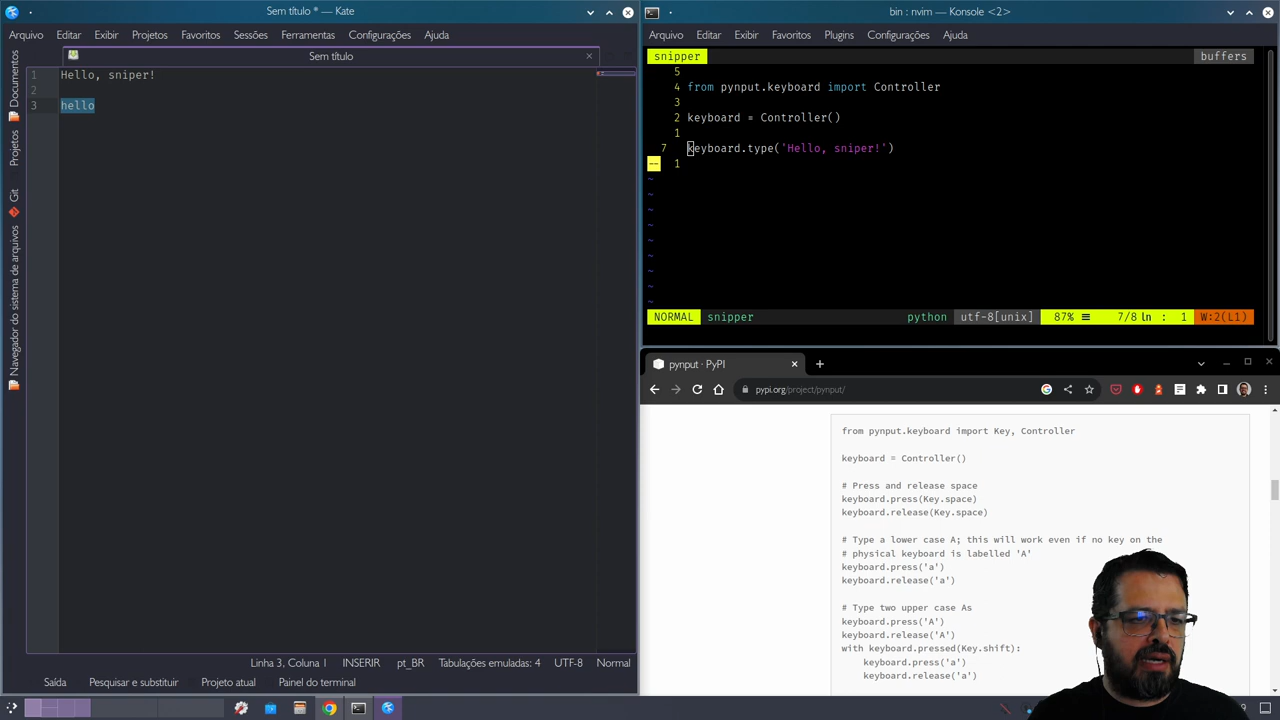 Sem título * — Kate
Arquivo Editar Exibir Projetos Favoritos Sessões Ferramentas Configurações Ajuda
Documentos
Projetos
Git
Navegador do sistema de arquivos
Sem título
1 Hello, sniper!
2
3 hello
Linha 3, Coluna 1 INSERIR pt_BR Tabulações emuladas: 4 UTF-8 Normal
Saída Pesquisar e substituir Projeto atual Painel do terminal
bin : nvim — Konsole <2>
Arquivo Editar Exibir Favoritos Plugins Configurações Ajuda
snipper buffers
5
4 from pynput.keyboard import Controller
3
2 keyboard = Controller()
1
7 keyboard.type('Hello, sniper!')
-- 1
~
~
~
~
~
~
~
~
~
NORMAL snipper python utf-8[unix] 87% ≡ 7/8 ln : 1 W:2(L1)
pynput · PyPI
pypi.org/project/pynput/
from pynput.keyboard import Key, Controller
keyboard = Controller()
# Press and release space
keyboard.press(Key.space)
keyboard.release(Key.space)
# Type a lower case A; this will work even if no key on the
# physical keyboard is labelled 'A'
keyboard.press('a')
keyboard.release('a')
# Type two upper case As
keyboard.press('A')
keyboard.release('A')
with keyboard.pressed(Key.shift):
keyboard.press('a')
keyboard.release('a')